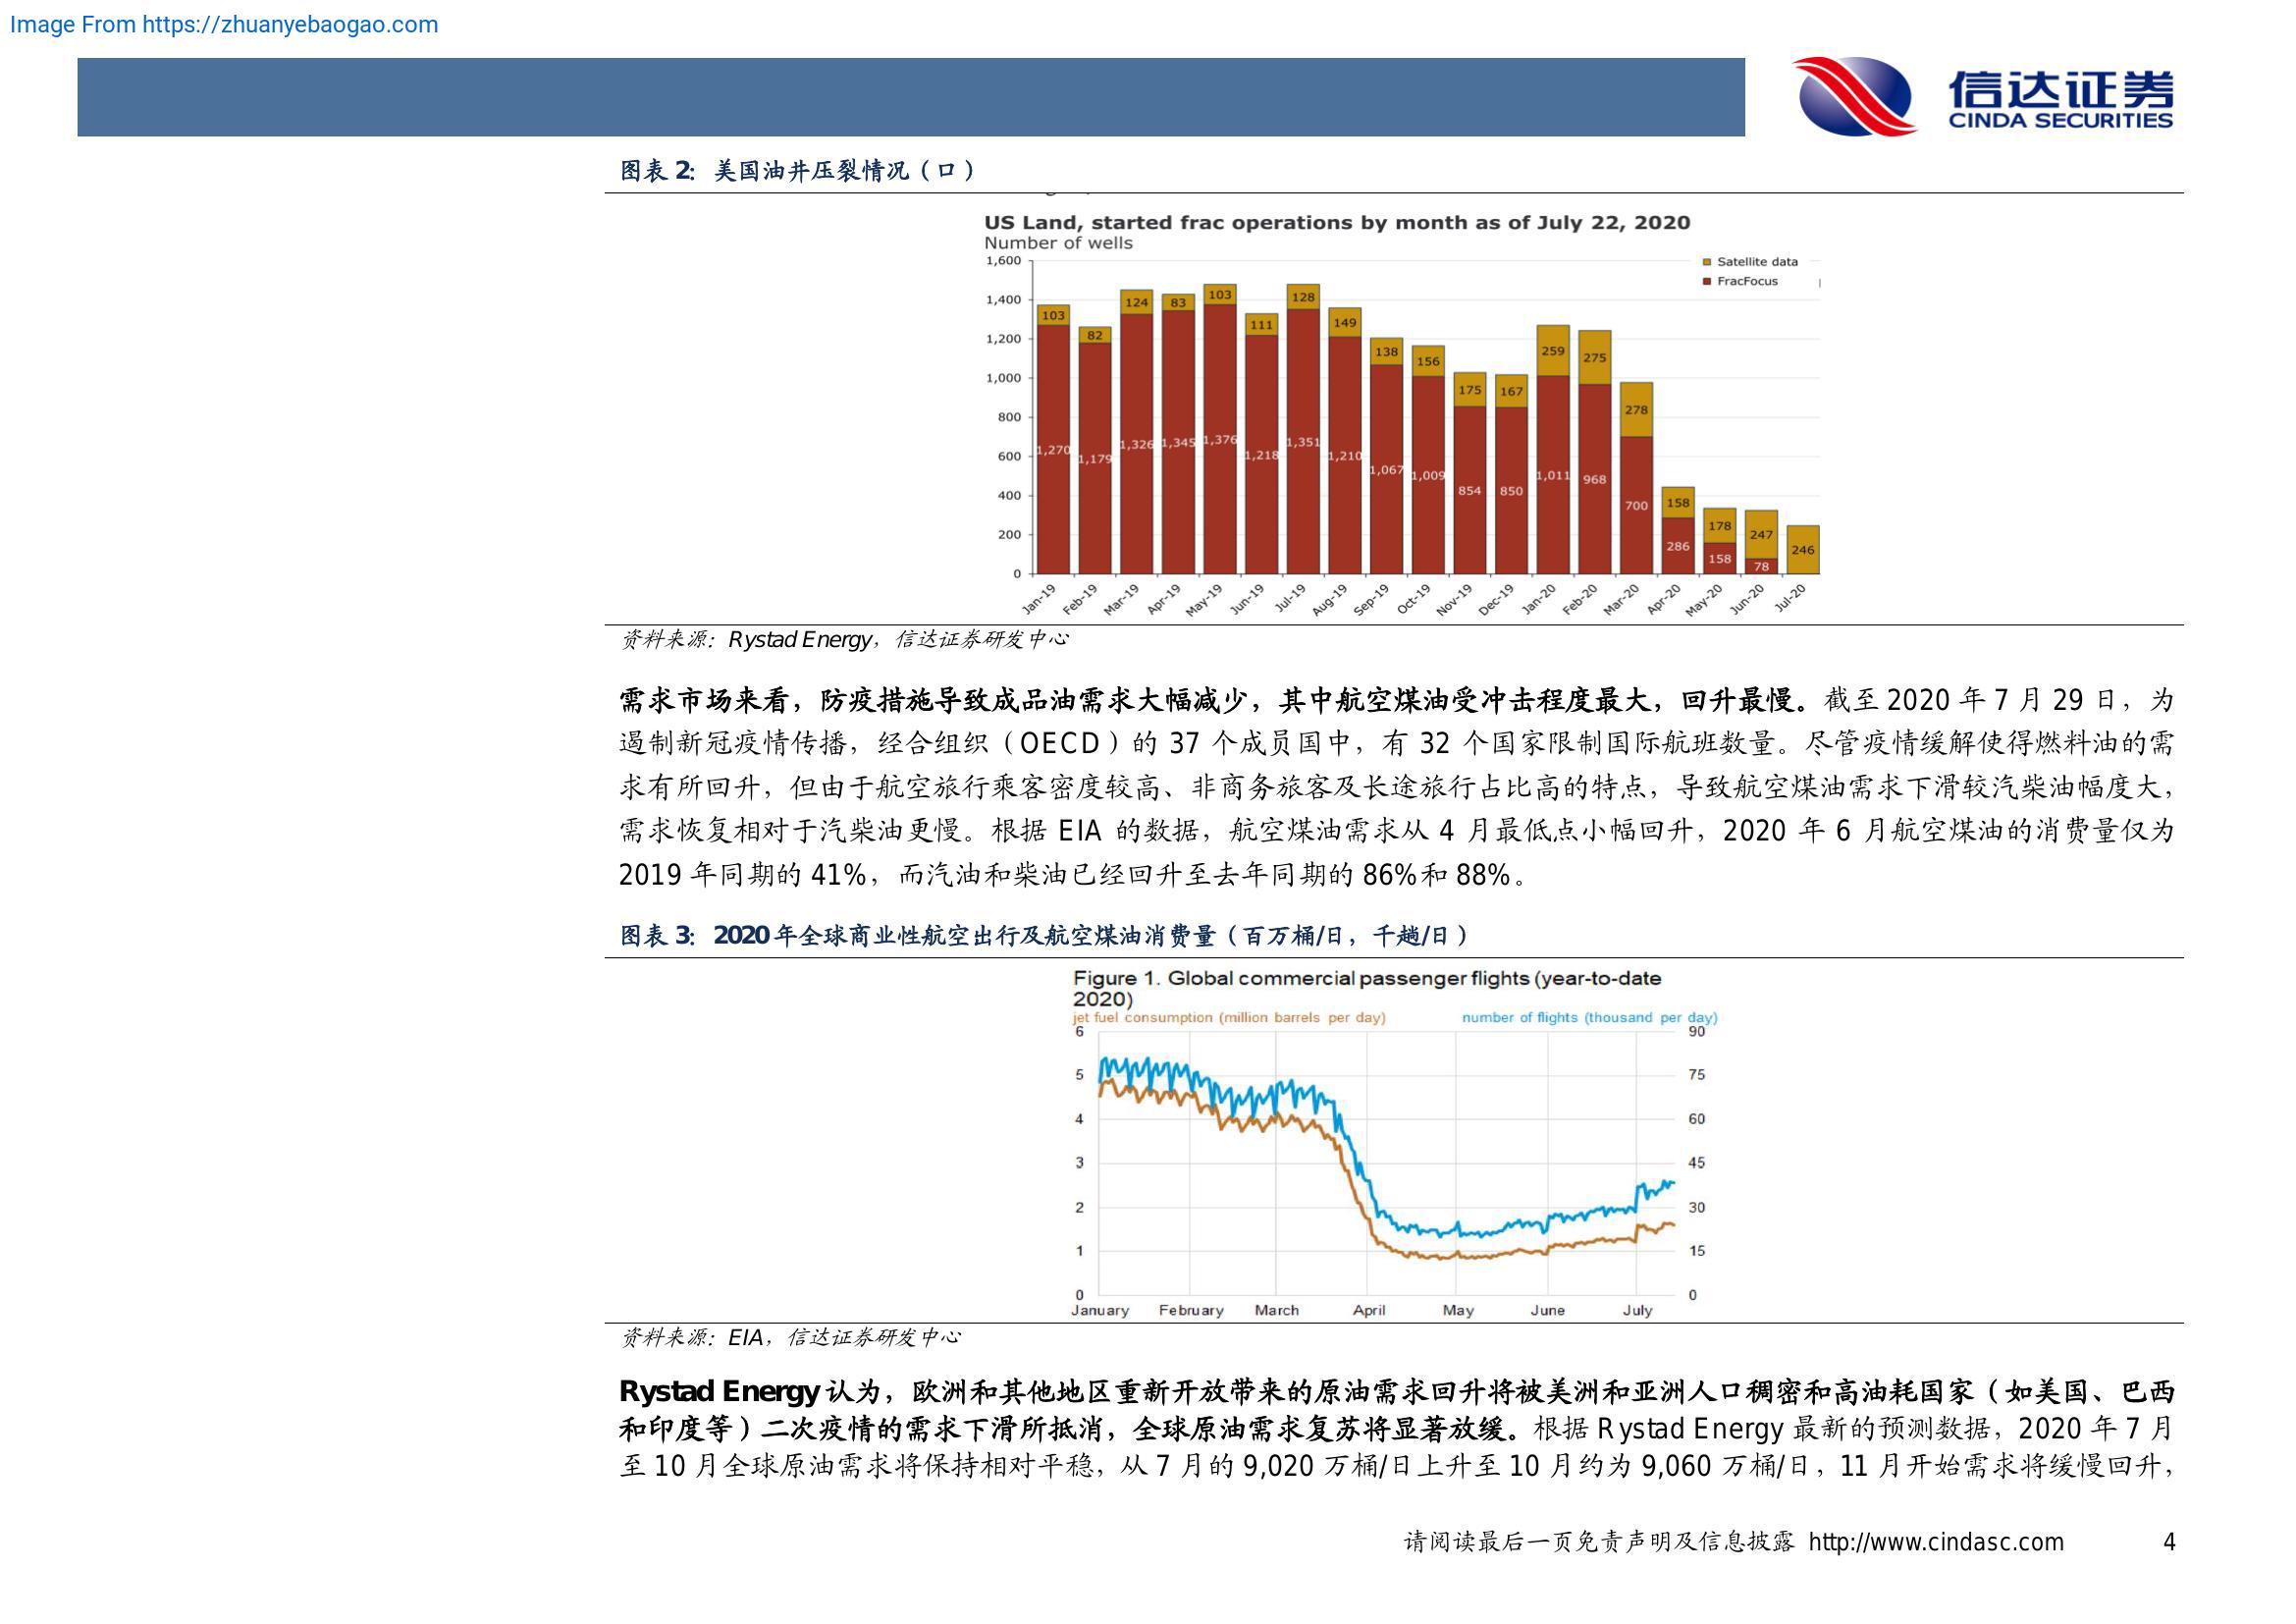 Image From https://zhuanyebaogao.com
信达证券
CINDA SECURITIES
图表 2: 美国油井压裂情况（口）
US Land, started frac operations by month as of July 22, 2020
Number of wells
1,600
Satellite data
1,400
FracFocus
1,200
1,000
800
600
400
200
0
103 82 124 83 103 111 128 149 138 156 175 167 259 275 278 158 178 247 246
1,270 1,179 1,326 1,345 1,376 1,218 1,351 1,210 1,067 1,009 854 850 1,011 968 700 286 158 78
Jan-19 Feb-19 Mar-19 Apr-19 May-19 Jun-19 Jul-19 Aug-19 Sep-19 Oct-19 Nov-19 Dec-19 Jan-20 Feb-20 Mar-20 Apr-20 May-20 Jun-20 Jul-20
资料来源：Rystad Energy，信达证券研发中心
需求市场来看，防疫措施导致成品油需求大幅减少，其中航空煤油受冲击程度最大，回升最慢。截至 2020 年 7 月 29 日，为
遏制新冠疫情传播，经合组织（OECD）的 37 个成员国中，有 32 个国家限制国际航班数量。尽管疫情缓解使得燃料油的需
求有所回升，但由于航空旅行乘客密度较高、非商务旅客及长途旅行占比高的特点，导致航空煤油需求下滑较汽柴油幅度大，
需求恢复相对于汽柴油更慢。根据 EIA 的数据，航空煤油需求从 4 月最低点小幅回升，2020 年 6 月航空煤油的消费量仅为
2019 年同期的 41%，而汽油和柴油已经回升至去年同期的 86%和 88%。
图表 3: 2020 年全球商业性航空出行及航空煤油消费量（百万桶/日，千趟/日）
Figure 1. Global commercial passenger flights (year-to-date
2020)
jet fuel consumption (million barrels per day) number of flights (thousand per day)
6 90
5 75
4 60
3 45
2 30
1 15
0 0
January February March April May June July
资料来源：EIA，信达证券研发中心
Rystad Energy 认为，欧洲和其他地区重新开放带来的原油需求回升将被美洲和亚洲人口稠密和高油耗国家（如美国、巴西
和印度等）二次疫情的需求下滑所抵消，全球原油需求复苏将显著放缓。根据 Rystad Energy 最新的预测数据，2020 年 7 月
至 10 月全球原油需求将保持相对平稳，从 7 月的 9,020 万桶/日上升至 10 月约为 9,060 万桶/日，11 月开始需求将缓慢回升，
请阅读最后一页免责声明及信息披露 http://www.cindasc.com 4